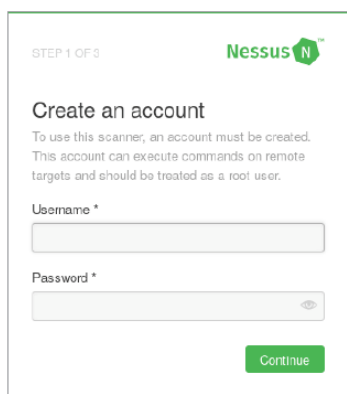 STEP 1 OF 3
Nessus N ™
Create an account
To use this scanner, an account must be created.
This account can execute commands on remote
targets and should be treated as a root user.
Username *
Password *
Continue